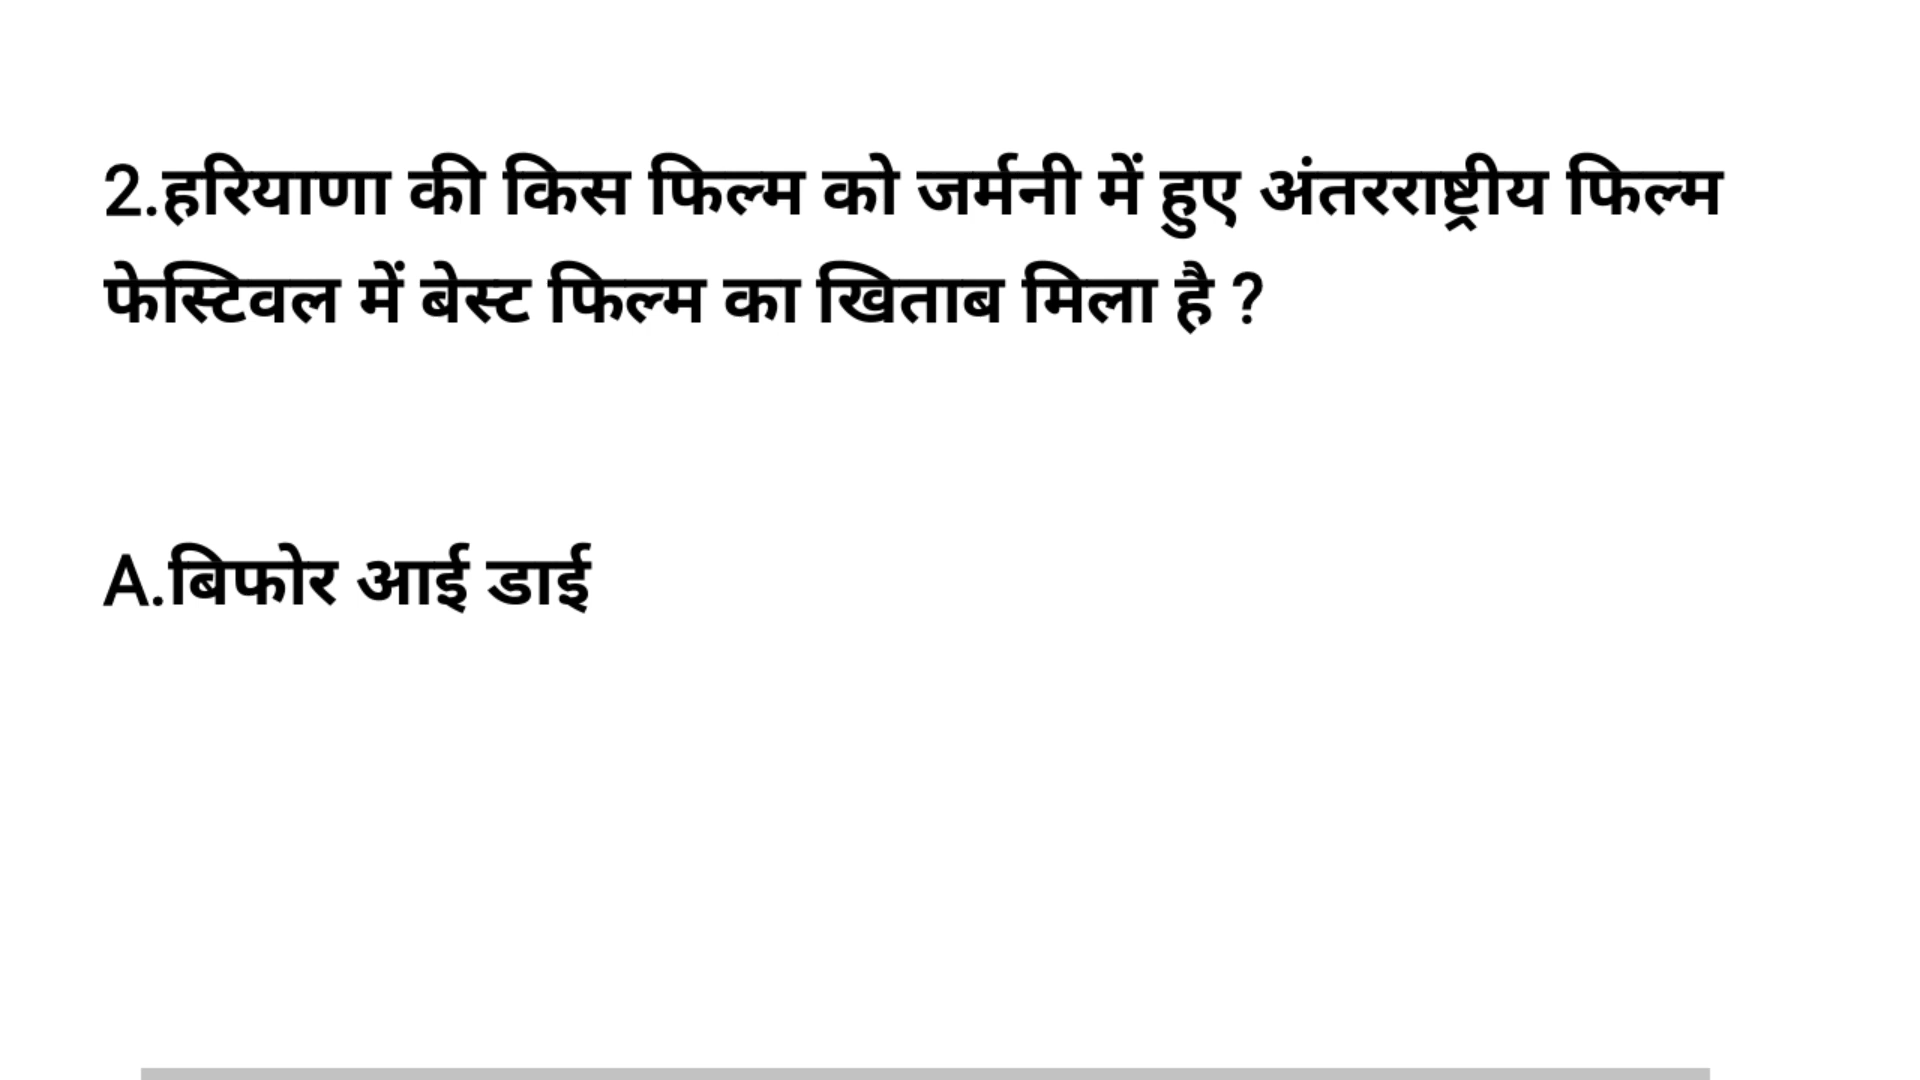 2.हरियाणा की किस फिल्म को जर्मनी में हुए अंतरराष्ट्रीय फिल्म
फेस्टिवल में बेस्ट फिल्म का खिताब मिला है ?
A.बिफोर आई डाई